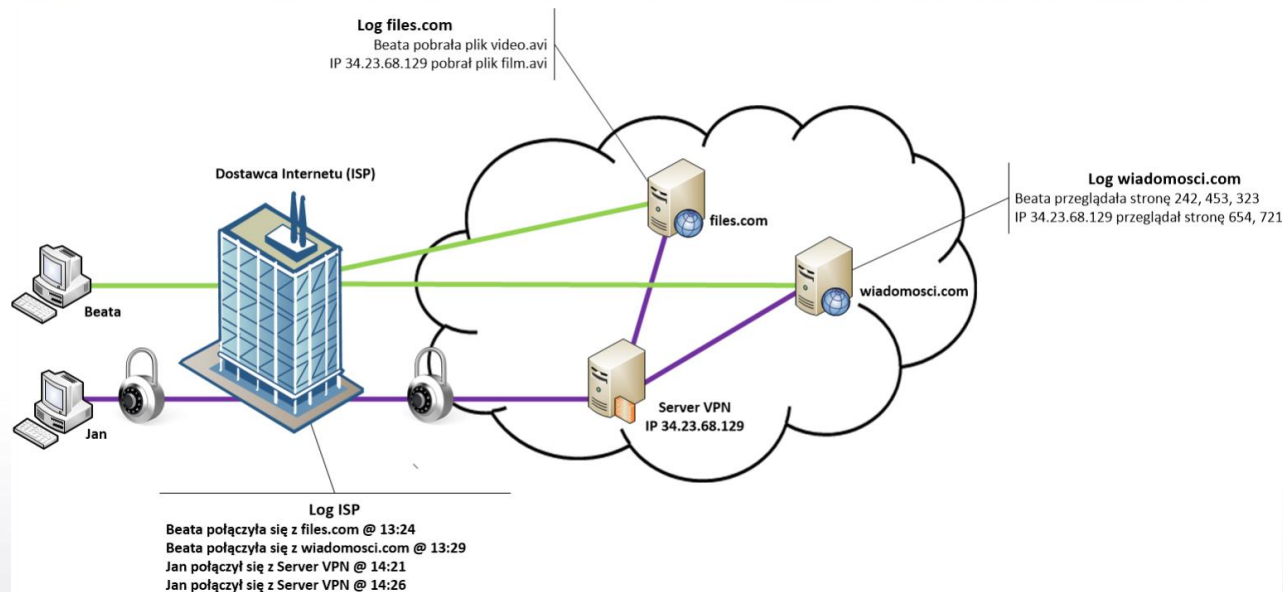 Log files.com
Beata pobrała plik video.avi
IP 34.23.68.129 pobrał plik film.avi
Dostawca Internetu (ISP)
files.com
Log wiadomosci.com
Beata przeglądała stronę 242, 453, 323
IP 34.23.68.129 przeglądał stronę 654, 721
Beata
wiadomosci.com
Jan
Server VPN
IP 34.23.68.129
Log ISP
Beata połączyła się z files.com @ 13:24
Beata połączyła się z wiadomosci.com @ 13:29
Jan połączył się z Server VPN @ 14:21
Jan połączył się z Server VPN @ 14:26